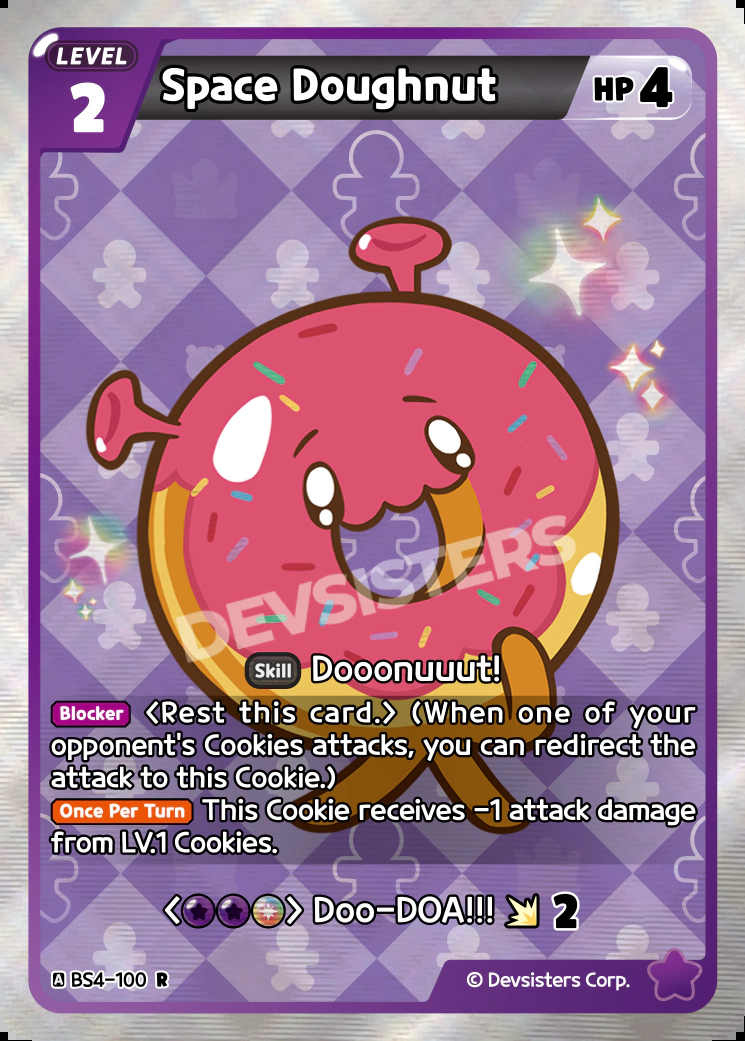 LEVEL
2
Space Doughnut
HP 4
DEVSISTERS
Skill Dooonuuut!
Blocker <Rest this card.> (When one of your
opponent's Cookies attacks, you can redirect the
attack to this Cookie.)
Once Per Turn This Cookie receives -1 attack damage
from LV.1 Cookies.
< > Doo-DOA!!! 2
A BS4-100 R
© Devsisters Corp.